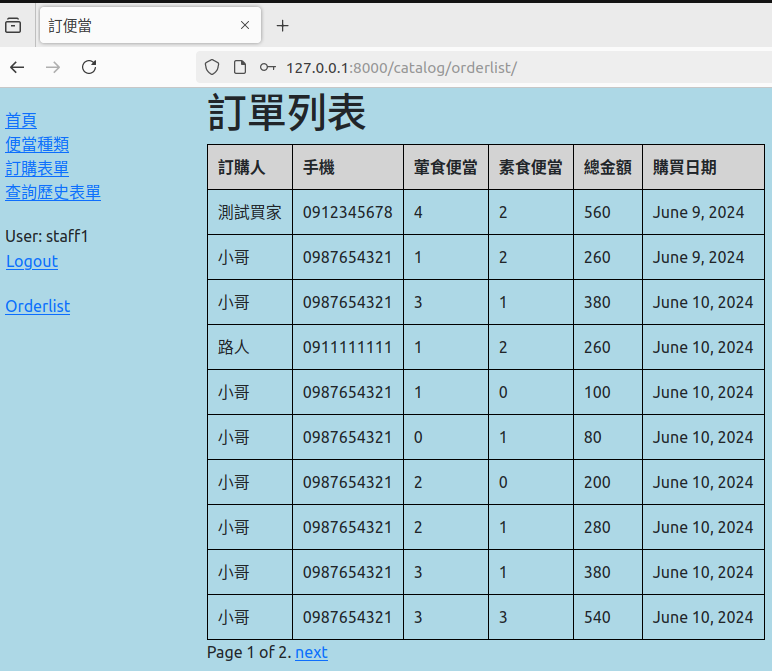 訂便當
127.0.0.1:8000/catalog/orderlist/
首頁
便當種類
訂購表單
查詢歷史表單
User: staff1
Logout
Orderlist
訂單列表
訂購人 手機 葷食便當 素食便當 總金額 購買日期
測試買家 0912345678 4 2 560 June 9, 2024
小哥 0987654321 1 2 260 June 9, 2024
小哥 0987654321 3 1 380 June 10, 2024
路人 0911111111 1 2 260 June 10, 2024
小哥 0987654321 1 0 100 June 10, 2024
小哥 0987654321 0 1 80 June 10, 2024
小哥 0987654321 2 0 200 June 10, 2024
小哥 0987654321 2 1 280 June 10, 2024
小哥 0987654321 3 1 380 June 10, 2024
小哥 0987654321 3 3 540 June 10, 2024
Page 1 of 2. next